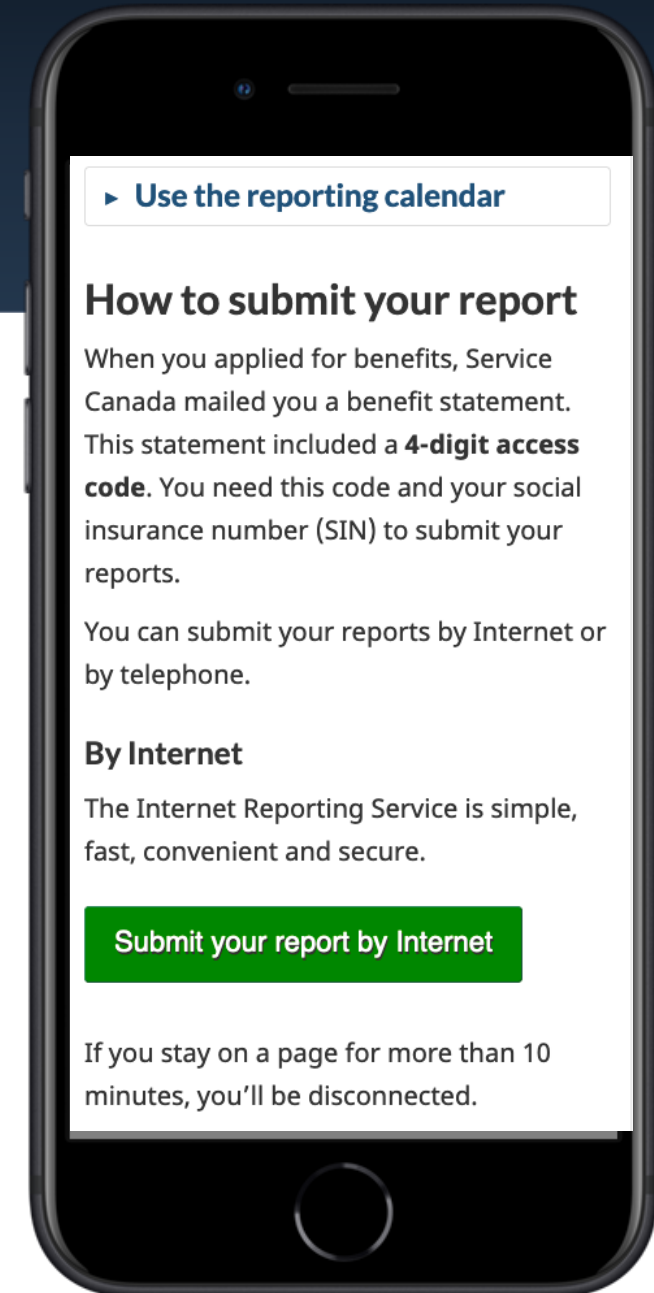 ▸ Use the reporting calendar
How to submit your report
When you applied for benefits, Service
Canada mailed you a benefit statement.
This statement included a 4-digit access
code. You need this code and your social
insurance number (SIN) to submit your
reports.
You can submit your reports by Internet or
by telephone.
By Internet
The Internet Reporting Service is simple,
fast, convenient and secure.
Submit your report by Internet
If you stay on a page for more than 10
minutes, you’ll be disconnected.